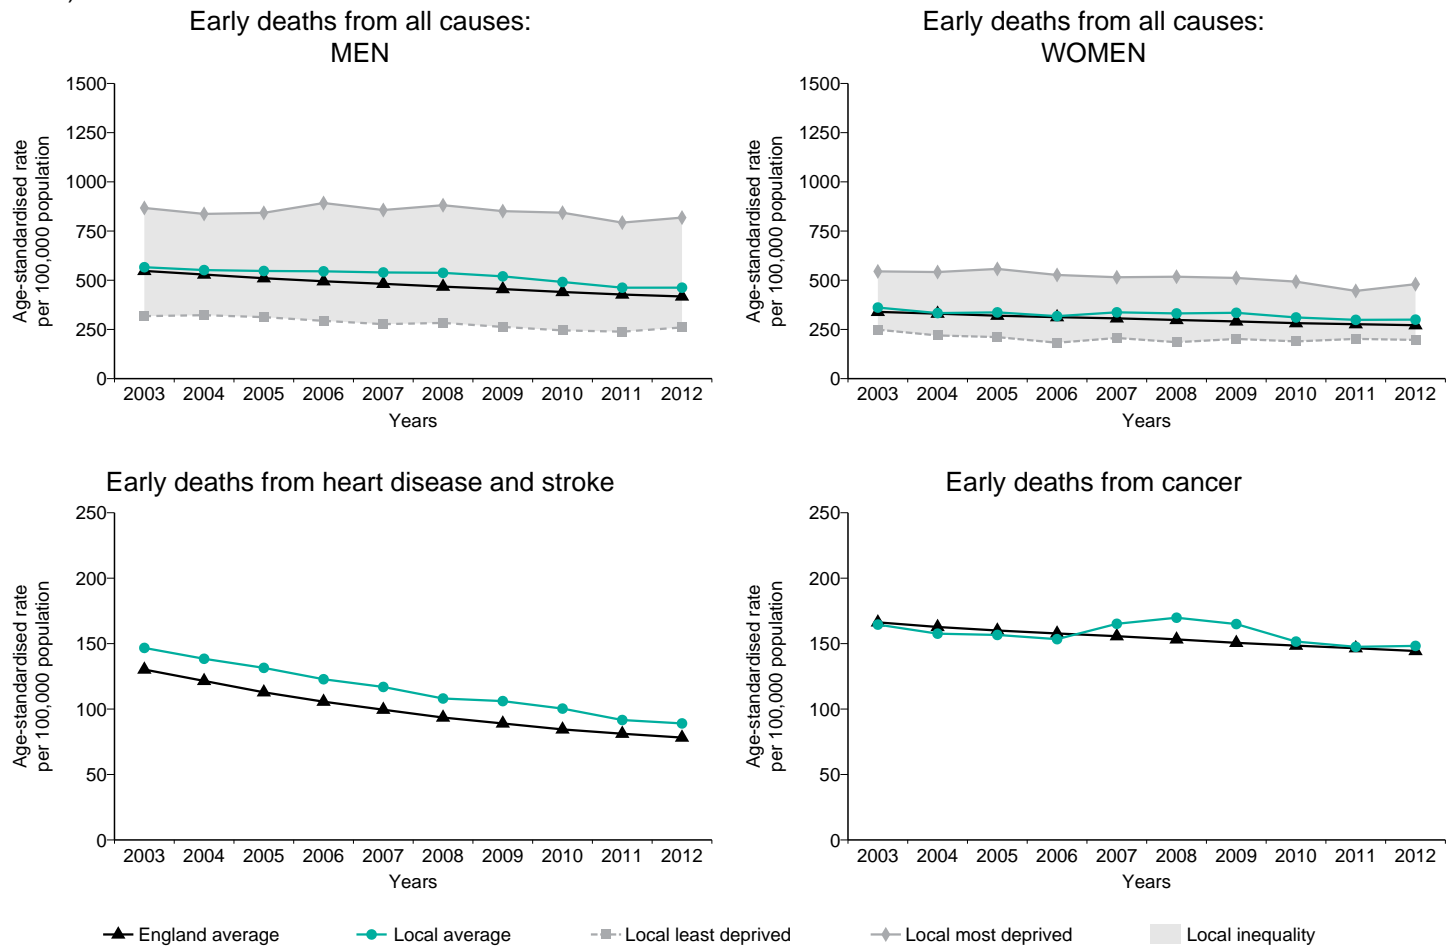 Early deaths from all causes:
MEN
1500
1250
1000
750
500
250
0
Age-standardised rate
per 100,000 population
2003 2004 2005 2006 2007 2008 2009 2010 2011 2012
Years
Early deaths from all causes:
WOMEN
1500
1250
1000
750
500
250
0
Age-standardised rate
per 100,000 population
2003 2004 2005 2006 2007 2008 2009 2010 2011 2012
Years
Early deaths from heart disease and stroke
250
200
150
100
50
0
Age-standardised rate
per 100,000 population
2003 2004 2005 2006 2007 2008 2009 2010 2011 2012
Years
Early deaths from cancer
250
200
150
100
50
0
Age-standardised rate
per 100,000 population
2003 2004 2005 2006 2007 2008 2009 2010 2011 2012
Years
England average Local average Local least deprived Local most deprived Local inequality